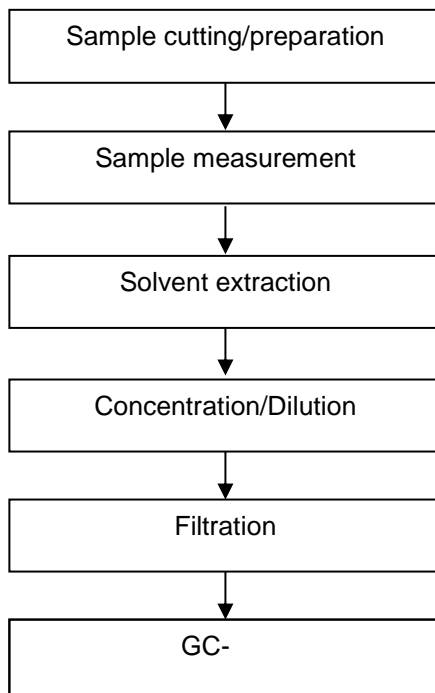 Sample cutting/preparation
Sample measurement
Solvent extraction
Concentration/Dilution
Filtration
GC-